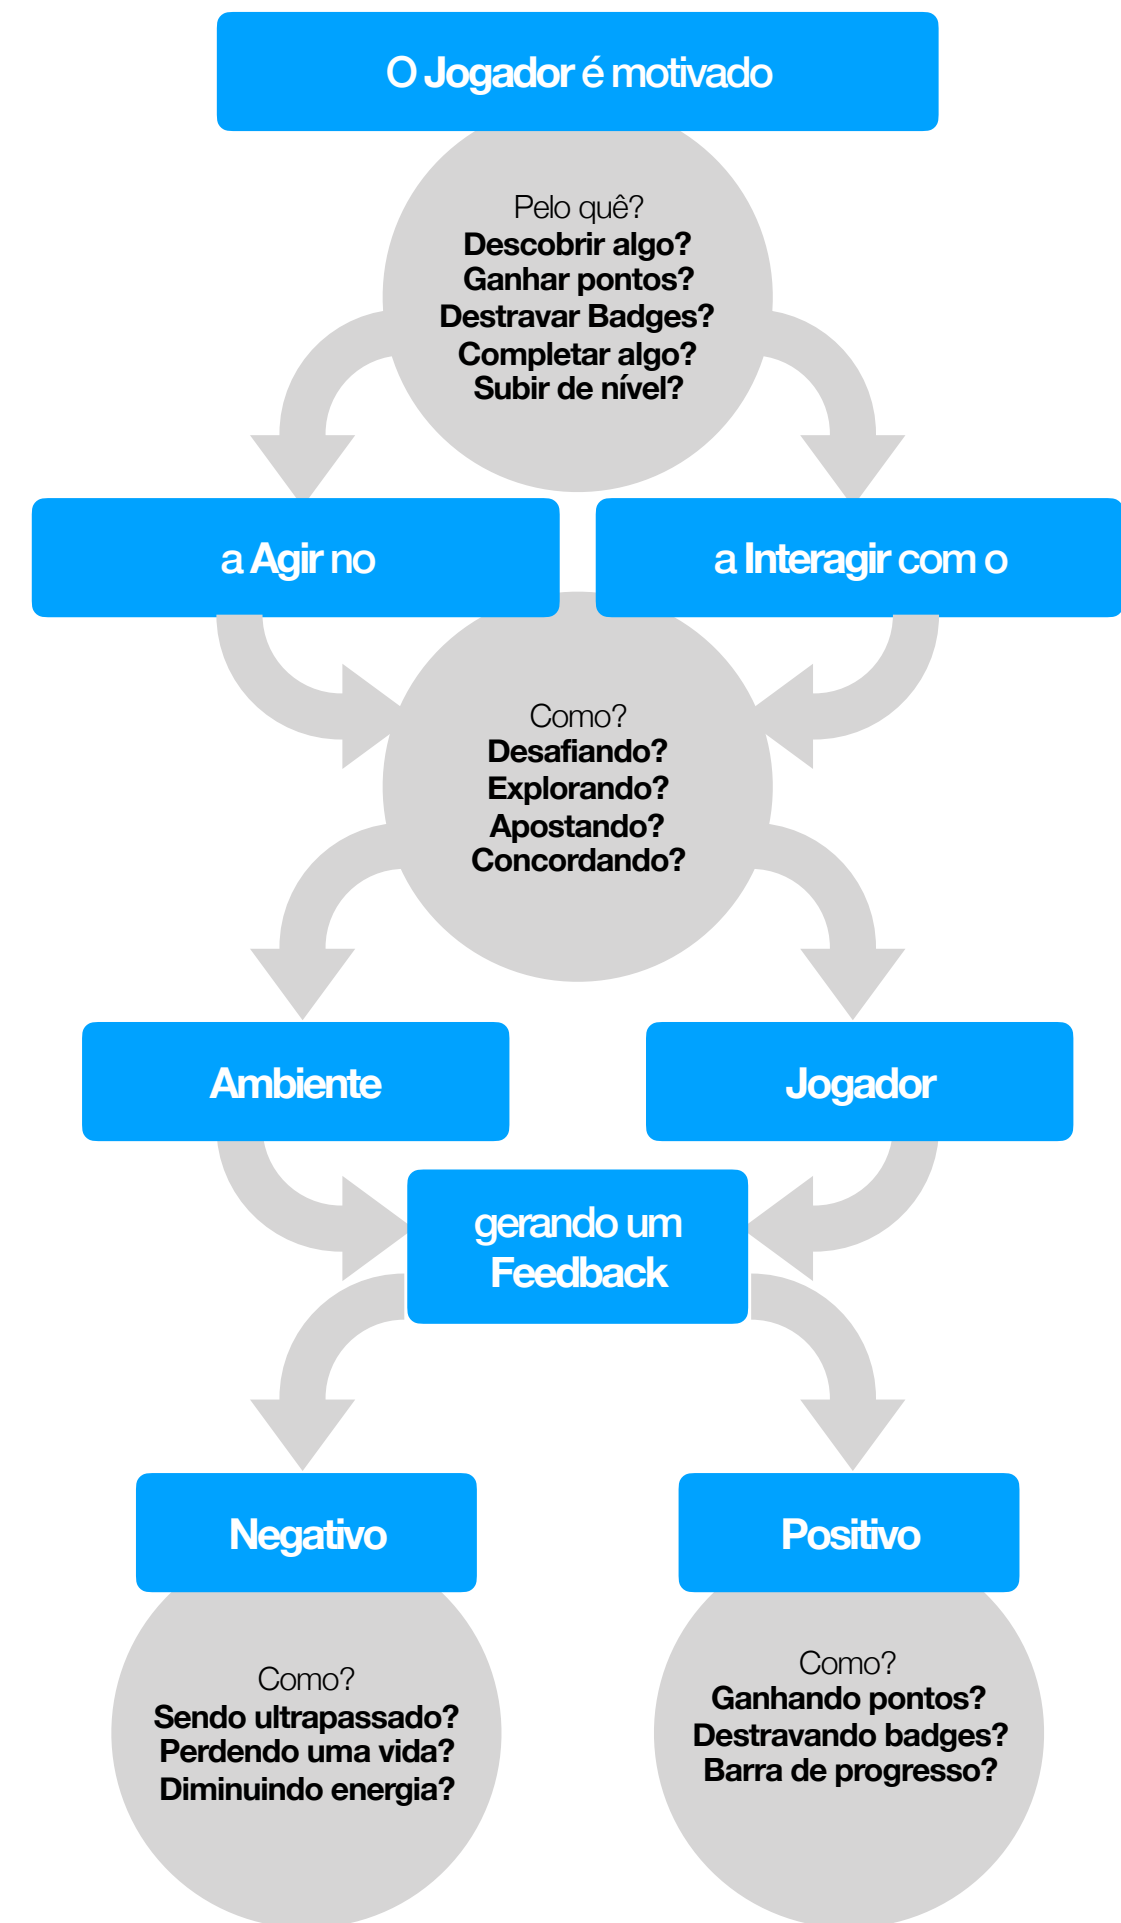 O Jogador é motivado
Pelo quê?
Descobrir algo?
Ganhar pontos?
Destravar Badges?
Completar algo?
Subir de nível?
a Agir no
a Interagir com o
Como?
Desafiando?
Explorando?
Apostando?
Concordando?
Ambiente
Jogador
gerando um
Feedback
Negativo
Positivo
Como?
Sendo ultrapassado?
Perdendo uma vida?
Diminuindo energia?
Como?
Ganhando pontos?
Destravando badges?
Barra de progresso?